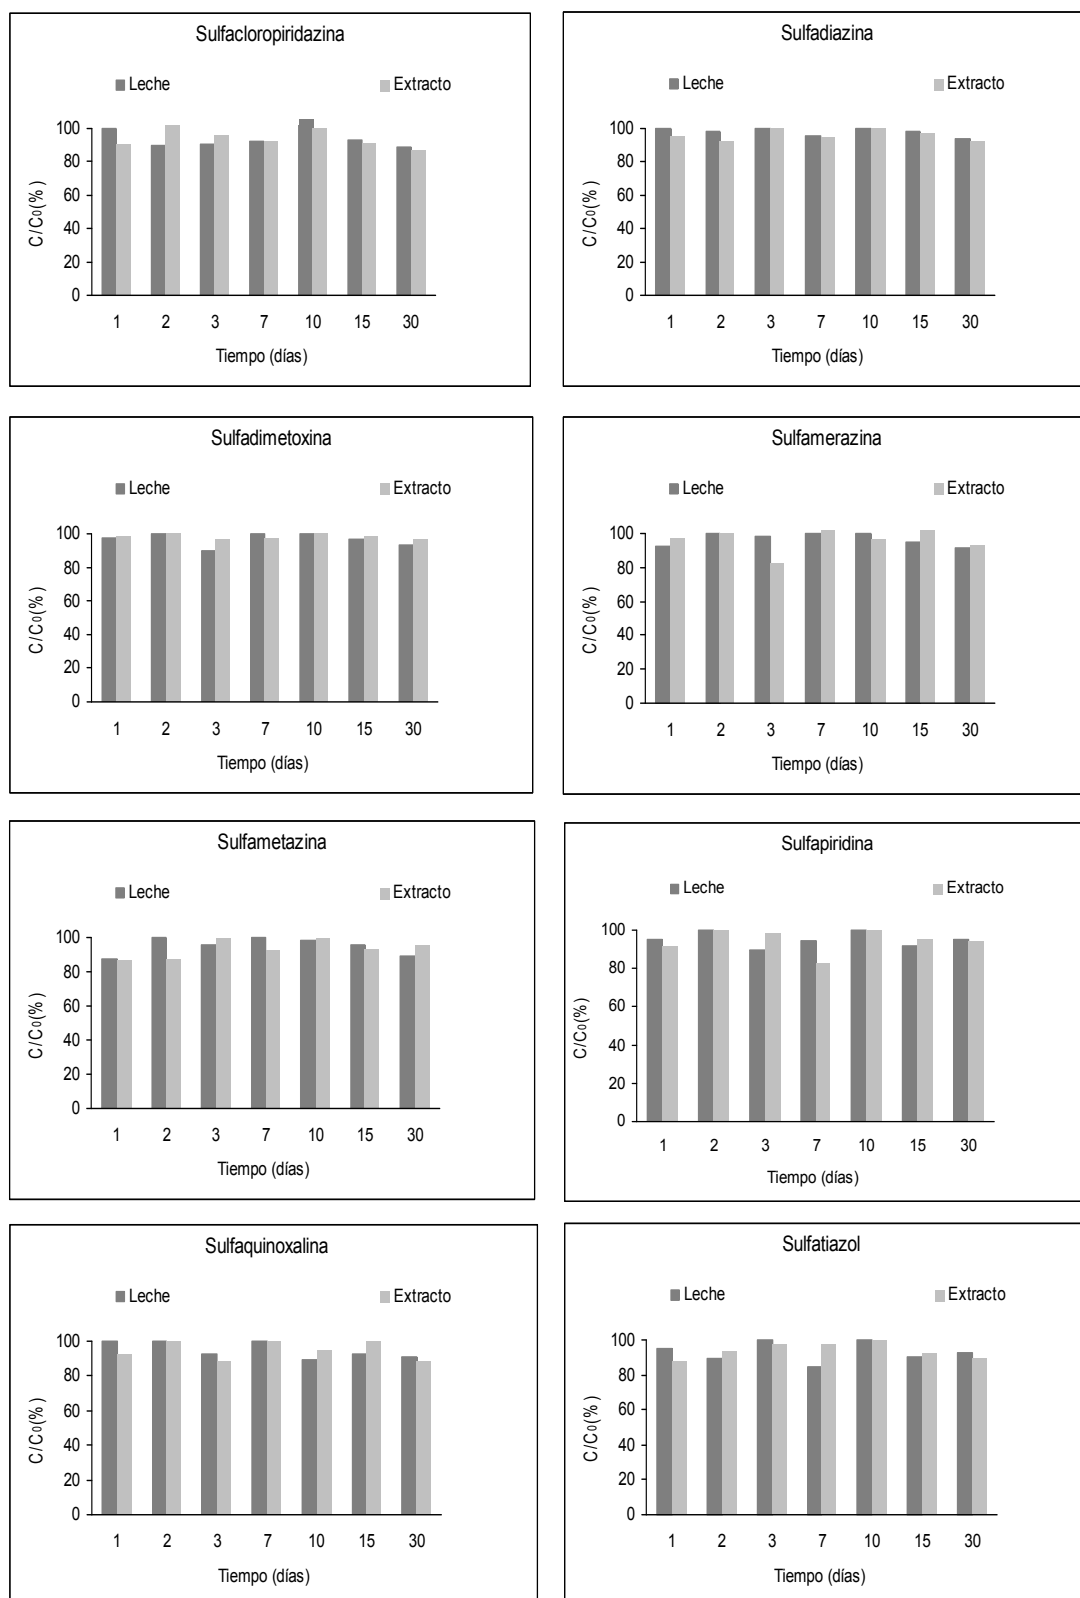 Sulfacloropiridazina
Leche Extracto
100
80
60
40
20
0
C/C0(%)
1 2 3 7 10 15 30
Tiempo (días)
Sulfadiazina
Leche Extracto
100
80
60
40
20
0
C/C0(%)
1 2 3 7 10 15 30
Tiempo (días)
Sulfadimetoxina
Leche Extracto
100
80
60
40
20
0
C/C0(%)
1 2 3 7 10 15 30
Tiempo (días)
Sulfamerazina
Leche Extracto
100
80
60
40
20
0
C/C0(%)
1 2 3 7 10 15 30
Tiempo (días)
Sulfametazina
Leche Extracto
100
80
60
40
20
0
C/C0(%)
1 2 3 7 10 15 30
Tiempo (días)
Sulfapiridina
Leche Extracto
100
80
60
40
20
0
C/C0(%)
1 2 3 7 10 15 30
Tiempo (días)
Sulfaquinoxalina
Leche Extracto
100
80
60
40
20
0
C/C0(%)
1 2 3 7 10 15 30
Tiempo (días)
Sulfatiazol
Leche Extracto
100
80
60
40
20
0
C/C0(%)
1 2 3 7 10 15 30
Tiempo (días)